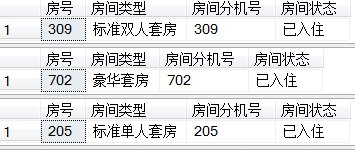 房号 房间类型 房间分机号 房间状态
1 309 标准双人套房 309 已入住
房号 房间类型 房间分机号 房间状态
1 702 豪华套房 702 已入住
房号 房间类型 房间分机号 房间状态
1 205 标准单人套房 205 已入住